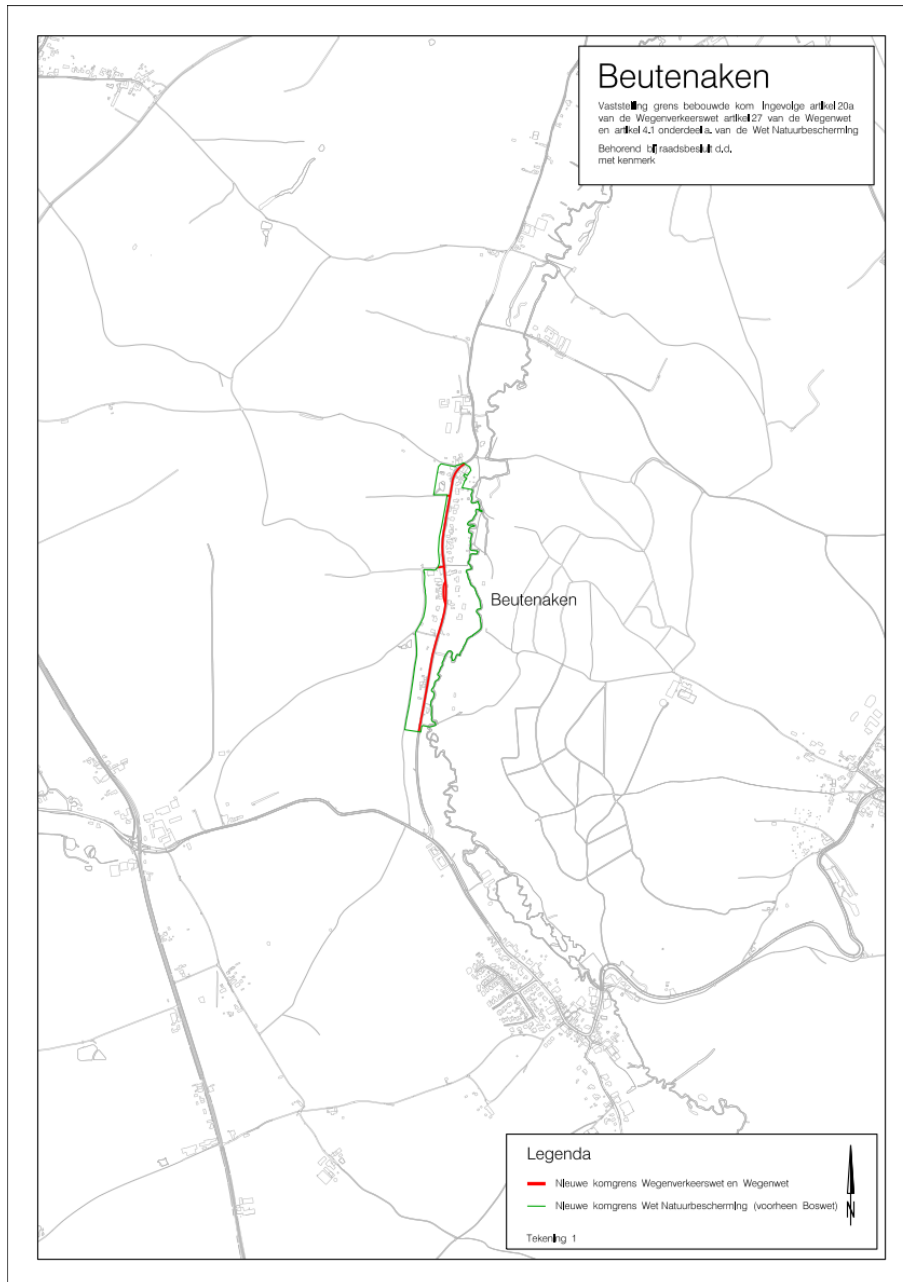 Beutenaken
Vaststelling grens bebouwde kom Ingevolge artikel 20a
van de Wegenverkeerswet artikel 27 van de Wegenwet
en artikel 4.1 onderdeel a. van de Wet Natuurbescherming
Behorend bij raadsbesluit d.d.
met kenmerk
Beutenaken
Legenda
Nieuwe komgrens Wegenverkeerswet en Wegenwet
Nieuwe komgrens Wet Natuurbescherming (voorheen Boswet)
N
Tekening 1